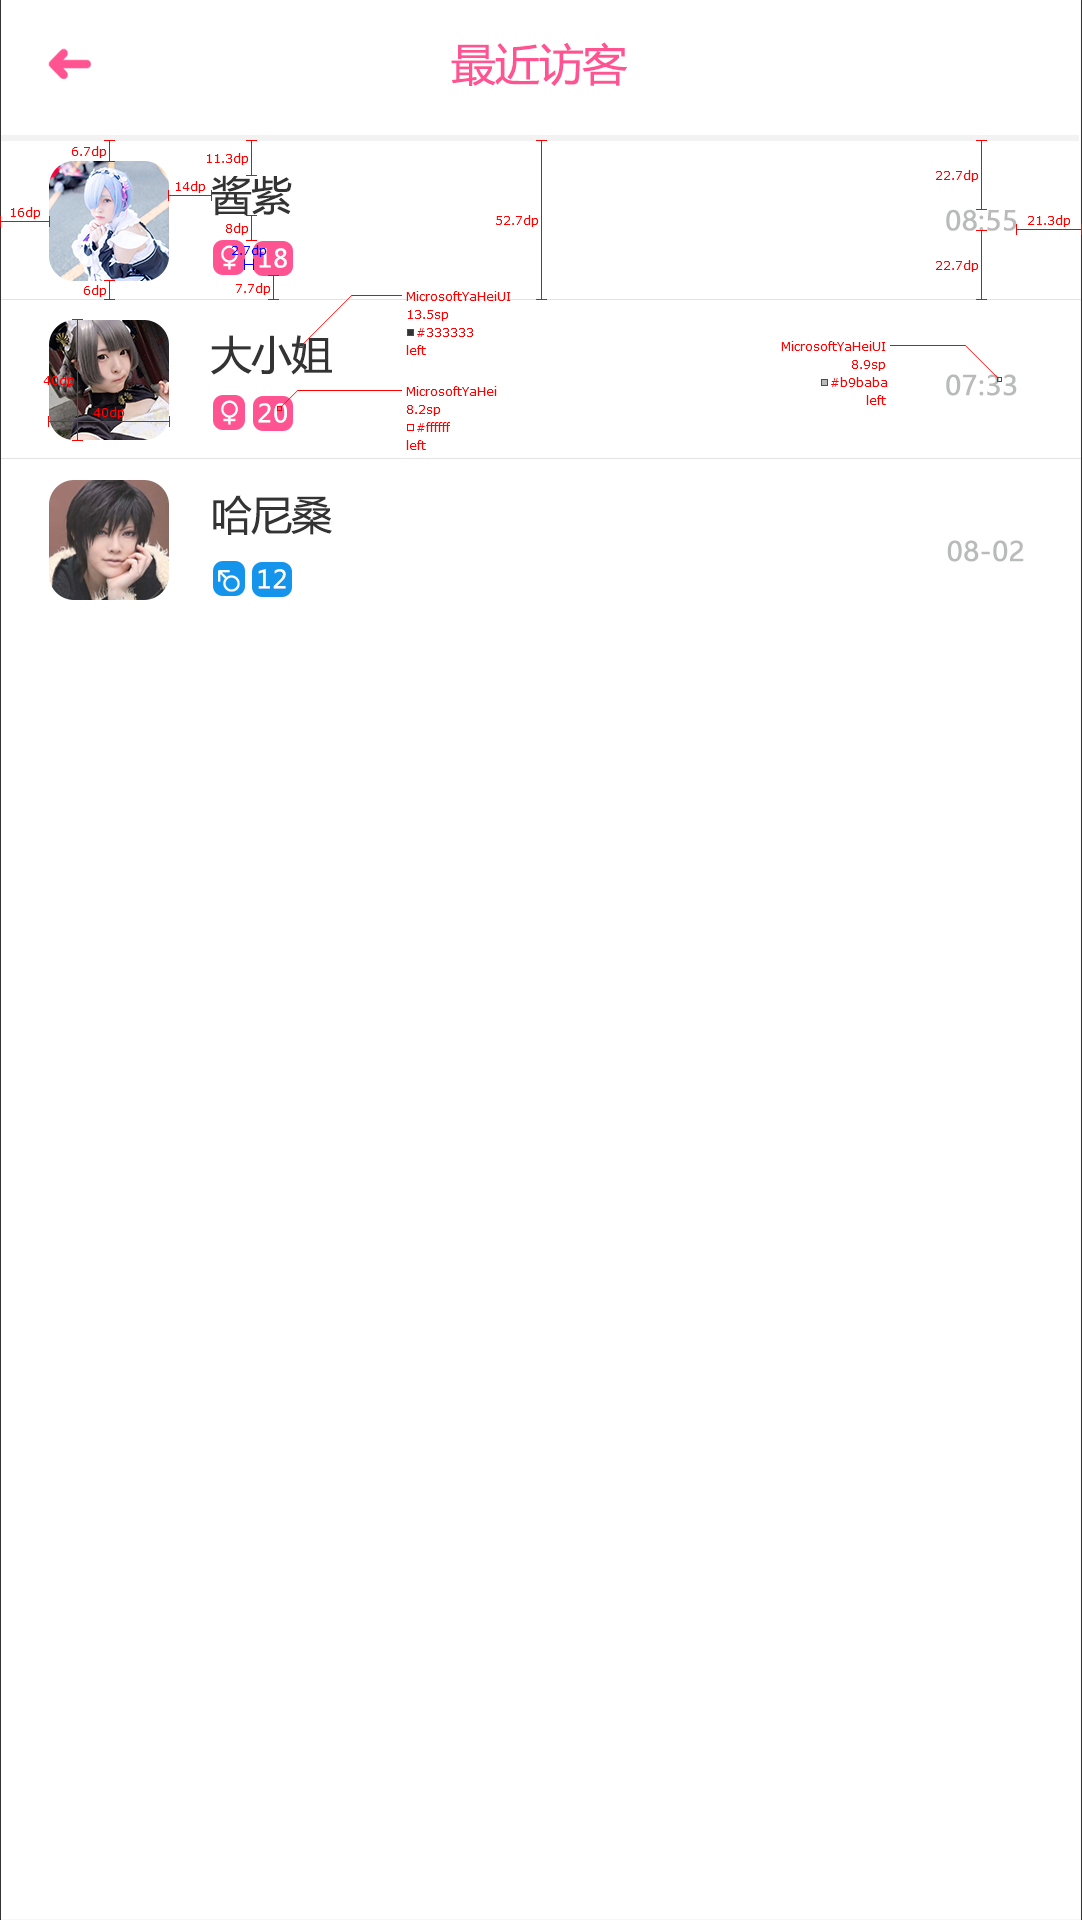 最近访客
6.7dp
11.3dp
22.7dp
14dp
酱紫
16dp
52.7dp
08:55
21.3dp
8dp
2.7dp
18
22.7dp
6dp
7.7dp
MicrosoftYaHeiUI
13.5sp
#333333
left
大小姐
MicrosoftYaHeiUI
8.9sp
#b9baba
left
07:33
40dp
40dp
20
MicrosoftYaHei
8.2sp
#ffffff
left
哈尼桑
08-02
12